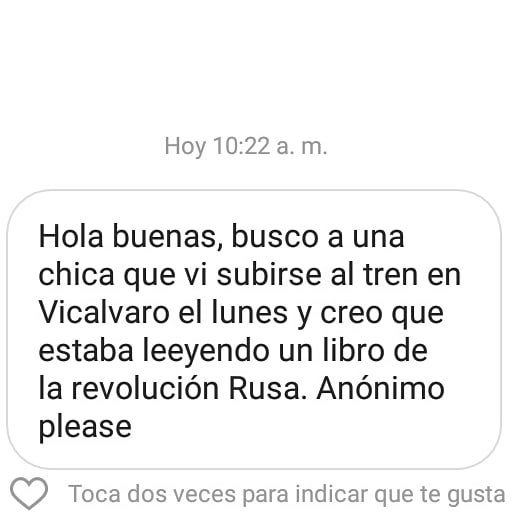 Hoy 10:22 a. m.
Hola buenas, busco a una
chica que vi subirse al tren en
Vicalvaro el lunes y creo que
estaba leeyendo un libro de
la revolución Rusa. Anónimo
please
Toca dos veces para indicar que te gusta